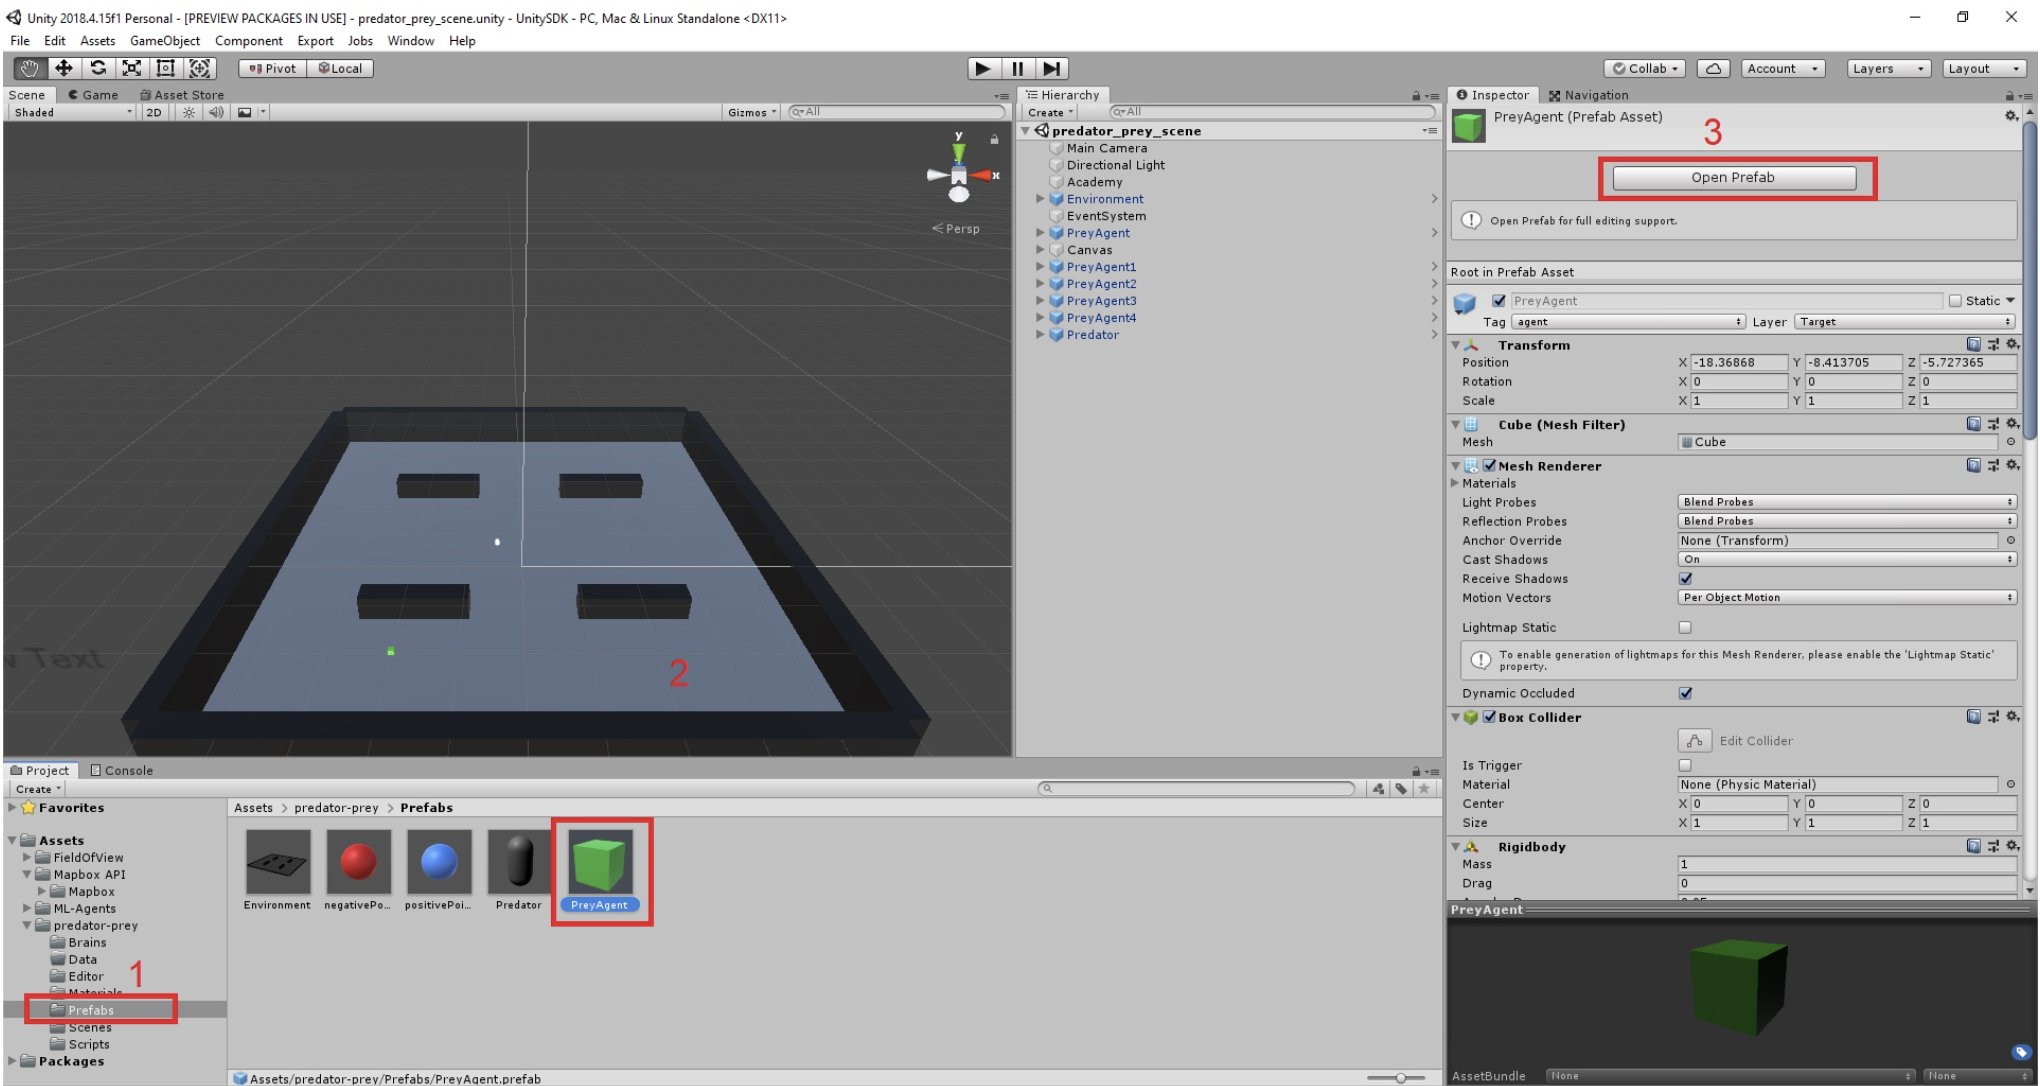 Unity 2018.4.15f1 Personal - [PREVIEW PACKAGES IN USE] - predator_prey_scene.unity - UnitySDK - PC, Mac & Linux Standalone <DX11>
File Edit Assets GameObject Component Export Jobs Window Help
Pivot Local Collab Account Layers Layout
Scene Game Asset Store
Shaded 2D Gizmos All
y
x
Persp
Text
2
Hierarchy
Create All
predator_prey_scene
Main Camera
Directional Light
Academy
Environment
EventSystem
PreyAgent
Canvas
PreyAgent1
PreyAgent2
PreyAgent3
PreyAgent4
Predator
Inspector Navigation
PreyAgent (Prefab Asset)
3
Open Prefab
Open Prefab for full editing support.
Root in Prefab Asset
PreyAgent Static
Tag agent Layer Target
Transform
Position X -18.36868 Y -8.413705 Z -5.727365
Rotation X 0 Y 0 Z 0
Scale X 1 Y 1 Z 1
Cube (Mesh Filter)
Mesh Cube
Mesh Renderer
Materials
Light Probes Blend Probes
Reflection Probes Blend Probes
Anchor Override None (Transform)
Cast Shadows On
Receive Shadows
Motion Vectors Per Object Motion
Lightmap Static
To enable generation of lightmaps for this Mesh Renderer, please enable the 'Lightmap Static'
property.
Dynamic Occluded
Box Collider
Edit Collider
Is Trigger
Material None (Physic Material)
Center X 0 Y 0 Z 0
Size X 1 Y 1 Z 1
Rigidbody
Mass 1
Drag 0
PreyAgent
AssetBundle None None
Project Console
Create
Favorites
Assets
FieldOfView
Mapbox API
Mapbox
ML-Agents
predator-prey
Brains
Data
Editor
1
Materials
Prefabs
Scenes
Scripts
Packages
Assets > predator-prey > Prefabs
Environment negativePo... positivePoi... Predator PreyAgent
Assets/predator-prey/Prefabs/PreyAgent.prefab